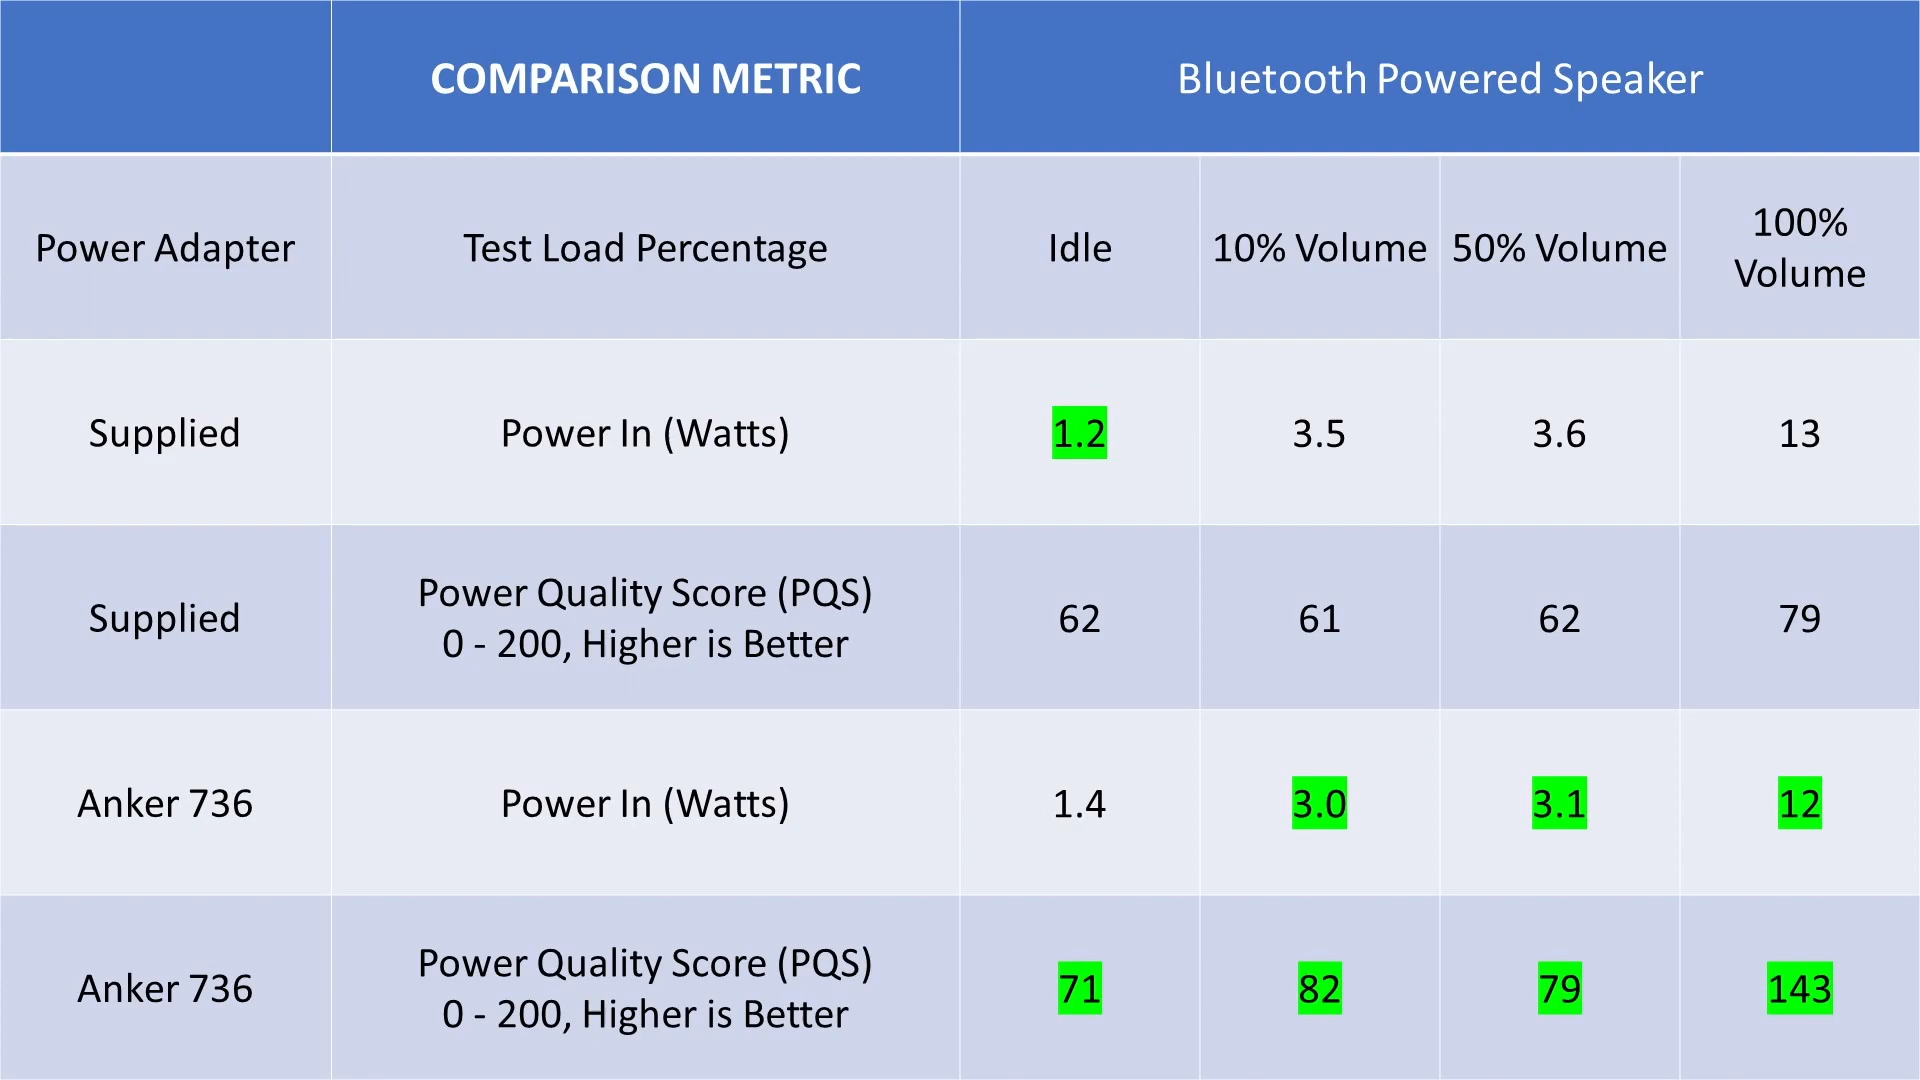 COMPARISON METRIC
Bluetooth Powered Speaker
Power Adapter
Test Load Percentage
Idle
10% Volume
50% Volume
100%
Volume
Supplied
Power In (Watts)
1.2
3.5
3.6
13
Supplied
Power Quality Score (PQS)
0 - 200, Higher is Better
62
61
62
79
Anker 736
Power In (Watts)
1.4
3.0
3.1
12
Anker 736
Power Quality Score (PQS)
0 - 200, Higher is Better
71
82
79
143